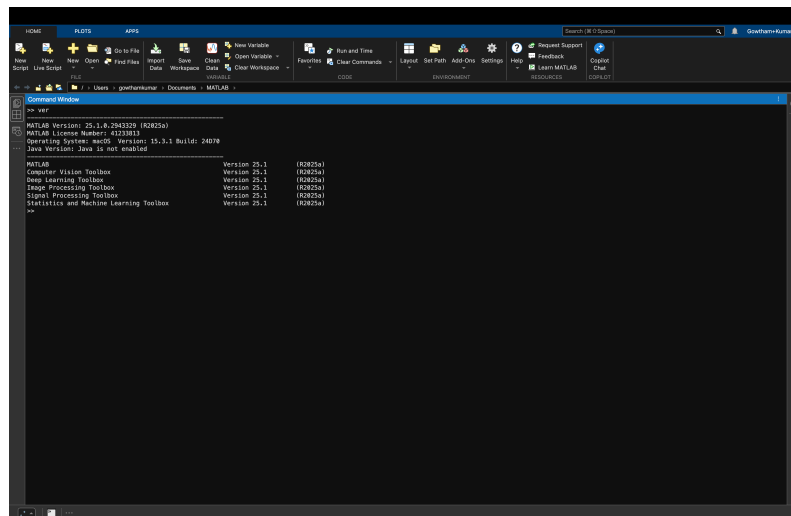 HOME PLOTS APPS Search (⌘⇧Space) Gowtham+Kumar
New Script
New Live Script
New
Open
Go to File
Find Files
Import Data
Save Workspace
Clean Data
New Variable
Open Variable
Clear Workspace
Favorites
Run and Time
Clear Commands
Layout
Set Path
Add-Ons
Settings
Help
Request Support
Feedback
Learn MATLAB
Copilot Chat
FILE VARIABLE CODE ENVIRONMENT RESOURCES COPILOT
/ › Users › gowthamkumar › Documents › MATLAB ›
Command Window
>> ver
-----------------------------------------------------
MATLAB Version: 25.1.0.2943329 (R2025a)
MATLAB License Number: 41233813
Operating System: macOS Version: 15.3.1 Build: 24D70
Java Version: Java is not enabled
-----------------------------------------------------
MATLAB Version 25.1 (R2025a)
Computer Vision Toolbox Version 25.1 (R2025a)
Deep Learning Toolbox Version 25.1 (R2025a)
Image Processing Toolbox Version 25.1 (R2025a)
Signal Processing Toolbox Version 25.1 (R2025a)
Statistics and Machine Learning Toolbox Version 25.1 (R2025a)
>>